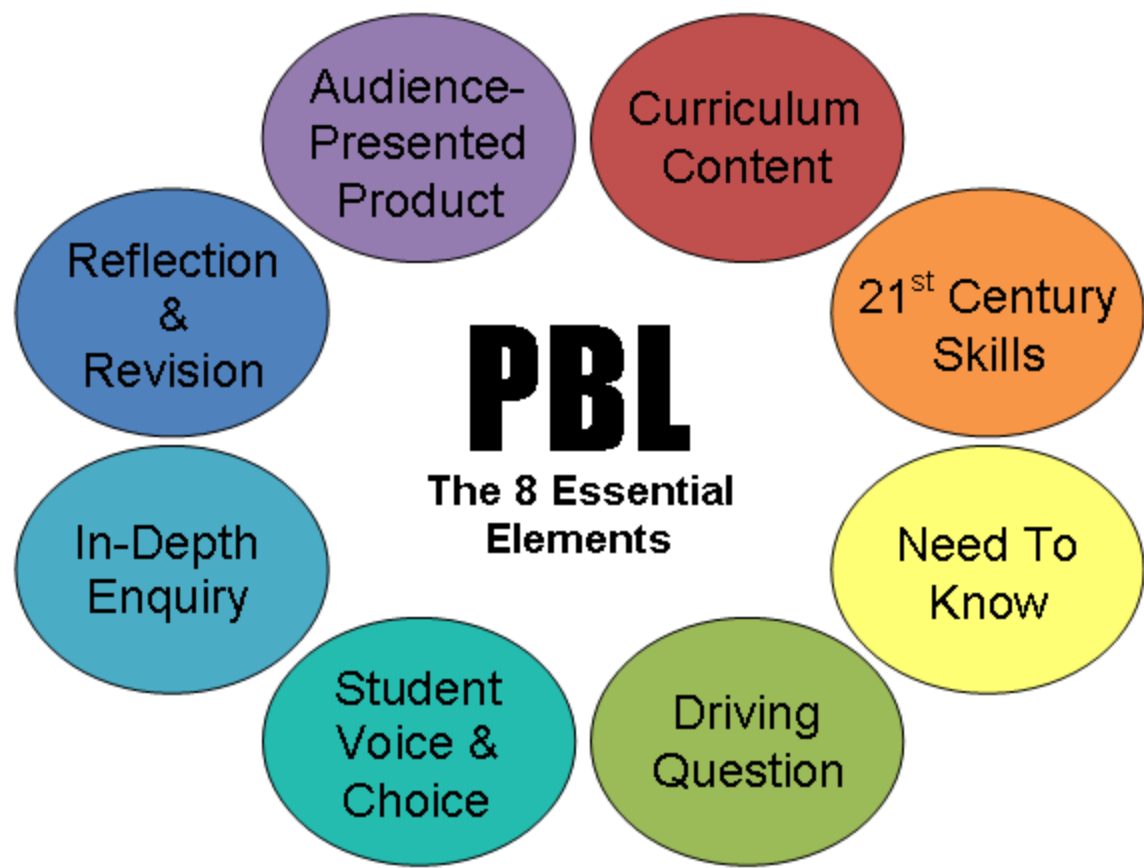 Audience-
Presented
Product
Curriculum
Content
21st Century
Skills
Need To
Know
Driving
Question
Student
Voice &
Choice
In-Depth
Enquiry
Reflection
&
Revision
PBL
The 8 Essential
Elements